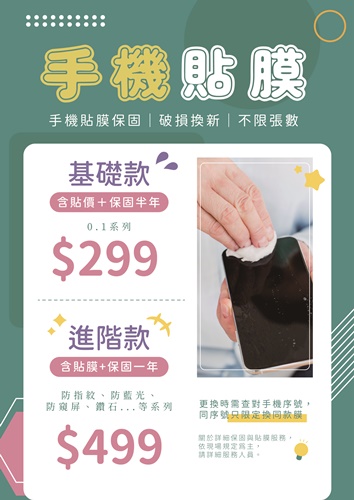 手機貼膜
手機貼膜保固｜破損換新｜不限張數
基礎款
含貼價＋保固半年
0.1系列
$299
進階款
含貼膜+保固一年
防指紋、防藍光、
防窺屏、鑽石...等系列
$499
更換時需查對手機序號，
同序號只限定換同款膜
關於詳細保固與貼膜服務，
依現場規定為主，
請詳細服務人員。